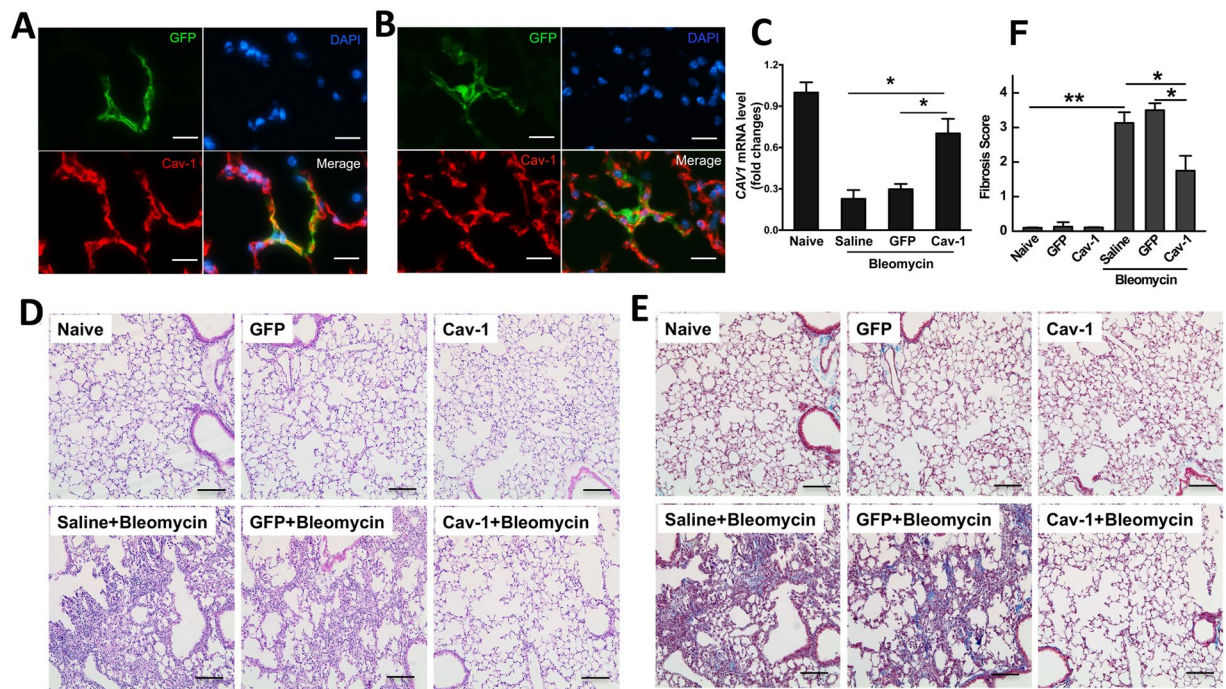 A
GFP
DAPI
Cav-1
Merage
B
GFP
DAPI
Cav-1
Merage
C
CAV1 mRNA level
(fold changes)
1.2
0.9
0.6
0.3
0.0
*
*
Naive
Saline
GFP
Cav-1
Bleomycin
F
Fibrosis Score
4
3
2
1
0
**
*
*
Naive
GFP
Cav-1
Saline
GFP
Cav-1
Bleomycin
D
Naive
GFP
Cav-1
Saline+Bleomycin
GFP+Bleomycin
Cav-1+Bleomycin
E
Naive
GFP
Cav-1
Saline+Bleomycin
GFP+Bleomycin
Cav-1+Bleomycin